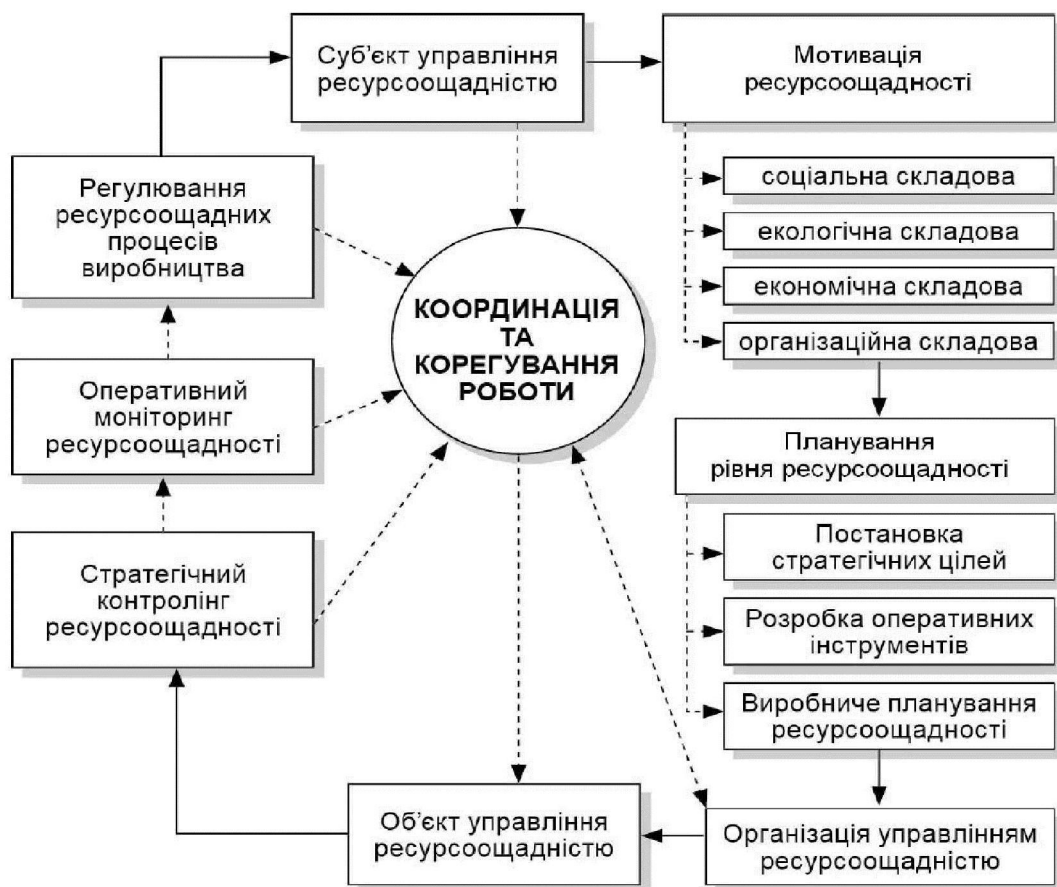 Суб’єкт управління
ресурсоощадністю
Мотивація
ресурсоощадності
соціальна складова
екологічна складова
економічна складова
організаційна складова
Регулювання
ресурсоощадних
процесів
виробництва
КООРДИНАЦІЯ
ТА
КОРЕГУВАННЯ
РОБОТИ
Оперативний
моніторинг
ресурсоощадності
Планування
рівня ресурсоощадності
Стратегічний
контролінг
ресурсоощадності
Постановка
стратегічних цілей
Розробка оперативних
інструментів
Виробниче планування
ресурсоощадності
Об’єкт управління
ресурсоощадністю
Організація управлінням
ресурсоощадністю